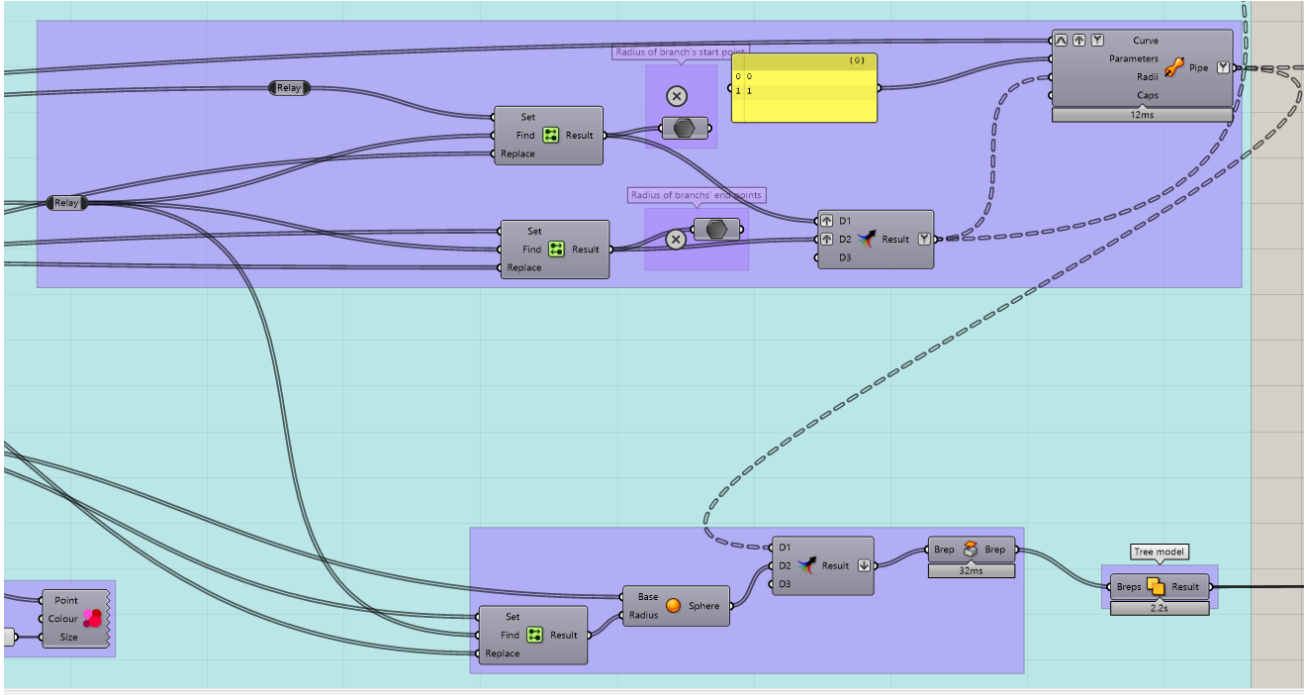 Radius of branch's start point
{0}
0 0
1 1
Curve
Parameters
Radii
Caps
Pipe
12ms
Relay
Set
Find
Replace
Result
Relay
Radius of branchs' end points
Set
Find
Replace
Result
D1
D2
D3
Result
D1
D2
D3
Result
Brep
Brep
32ms
Tree model
Breps
Result
2.2s
Base
Radius
Sphere
Set
Find
Replace
Result
Point
Colour
Size